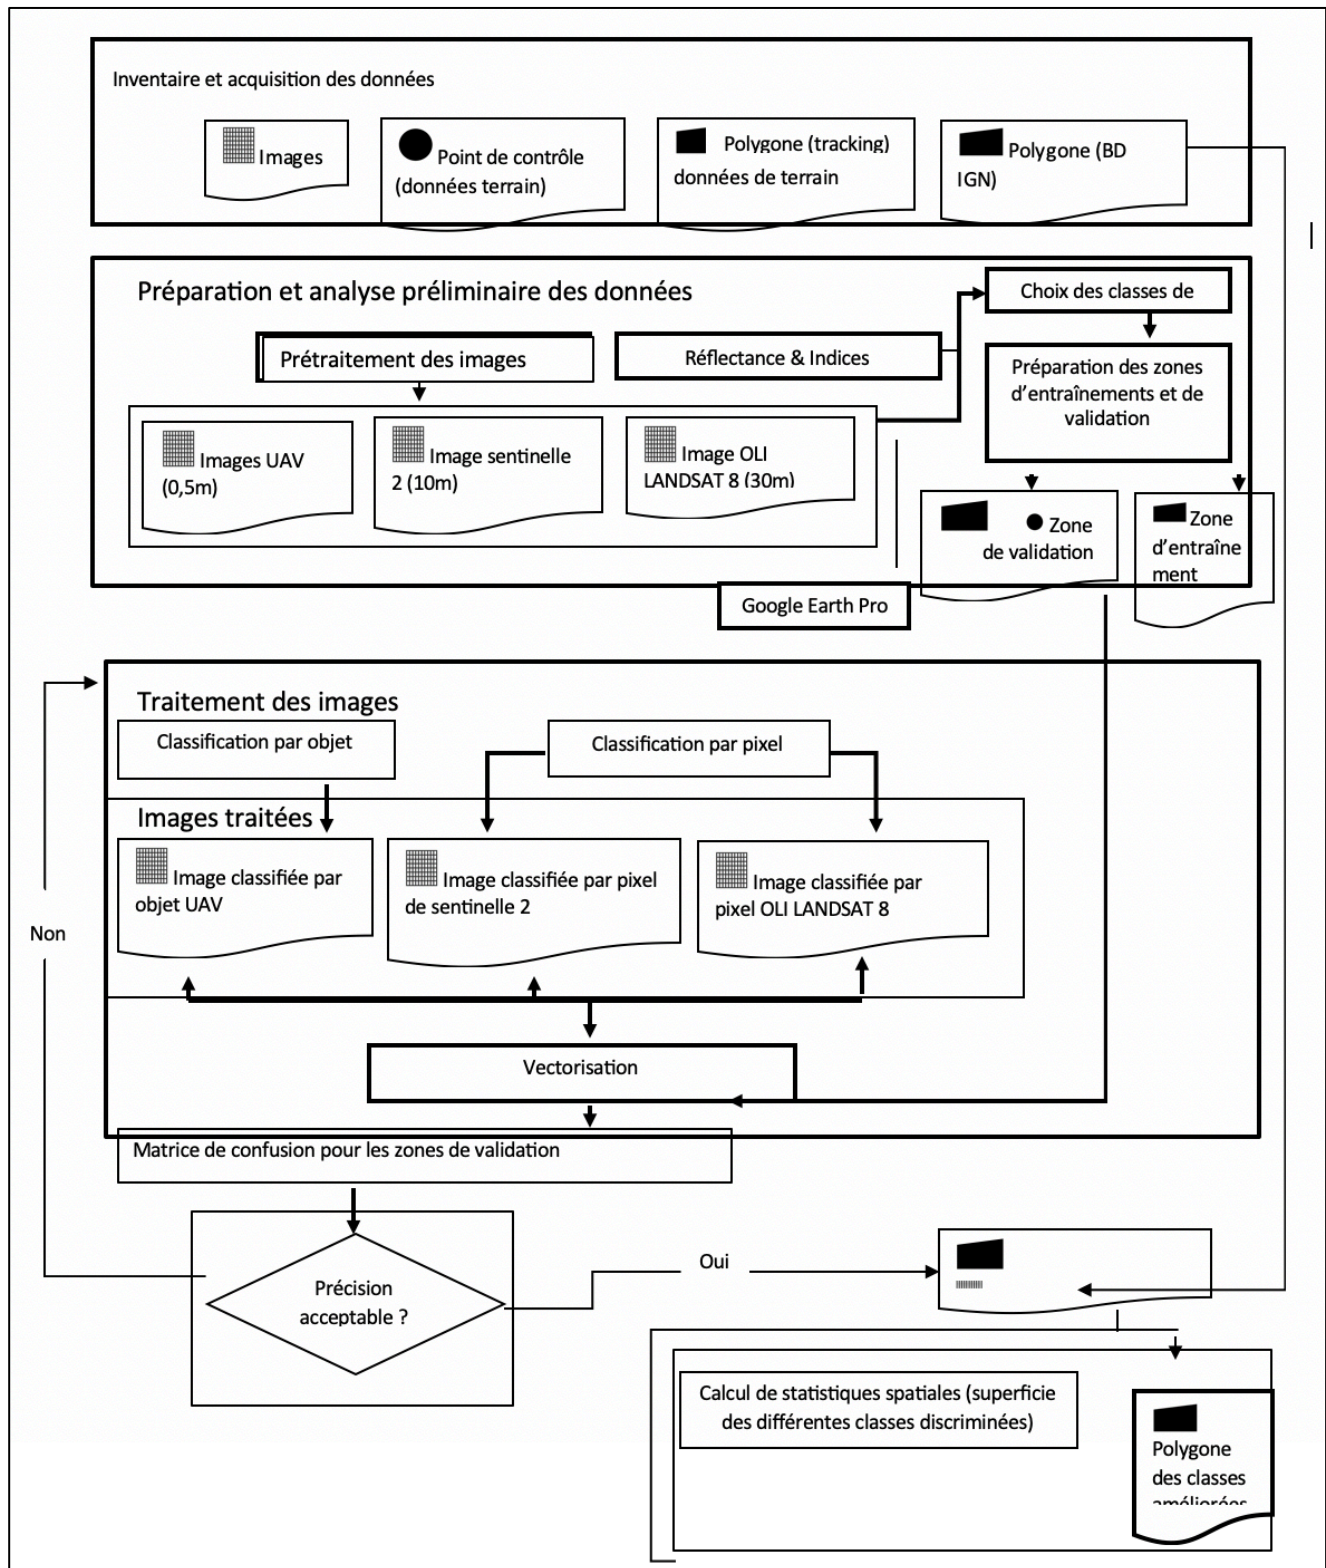 Inventaire et acquisition des données
Images
Point de contrôle
(données terrain)
Polygone (tracking)
données de terrain
Polygone (BD
IGN)
Préparation et analyse préliminaire des données
Choix des classes de
Prétraitement des images
Réflectance & Indices
Préparation des zones
d'entraînements et de
validation
Images UAV
(0,5m)
Image sentinelle
2 (10m)
Image OLI
LANDSAT 8 (30m)
Zone
de validation
Zone
d'entraîne
ment
Google Earth Pro
Traitement des images
Classification par objet
Classification par pixel
Images traitées
Image classifiée par
objet UAV
Image classifiée par pixel
de sentinelle 2
Image classifiée par
pixel OLI LANDSAT 8
Non
Vectorisation
Matrice de confusion pour les zones de validation
Précision
acceptable ?
Oui
Calcul de statistiques spatiales (superficie
des différentes classes discriminées)
Polygone
des classes
améliorées